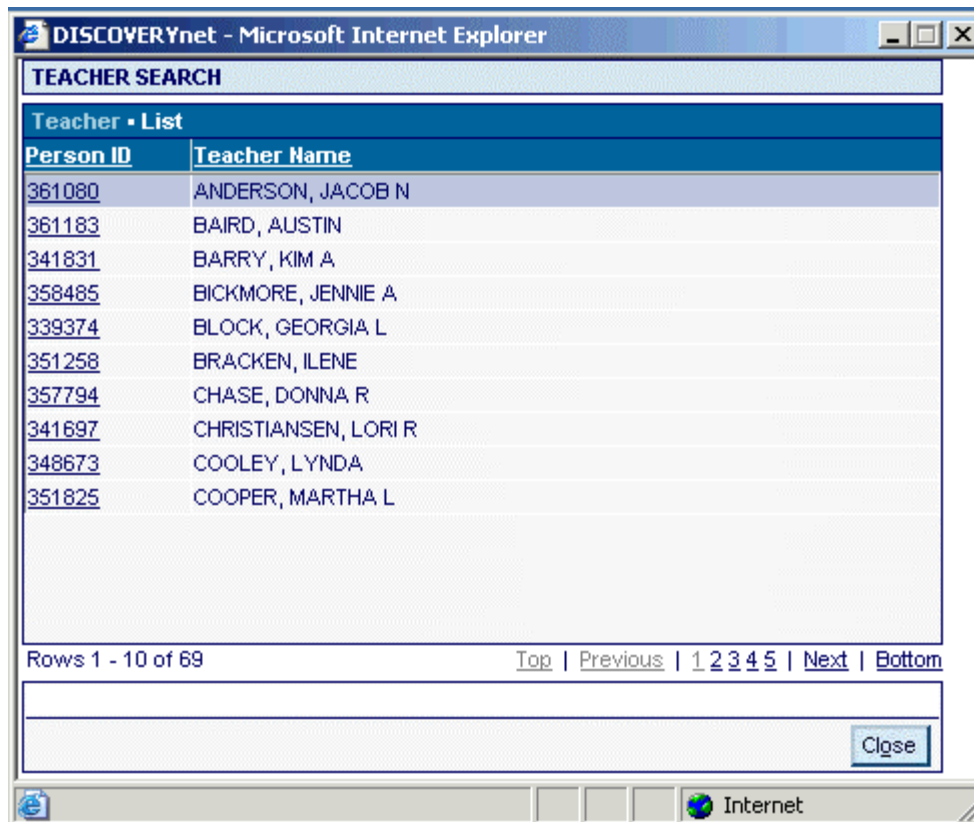 DISCOVERYnet - Microsoft Internet Explorer
TEACHER SEARCH
Teacher ▪ List
Person ID Teacher Name
361080 ANDERSON, JACOB N
361183 BAIRD, AUSTIN
341831 BARRY, KIM A
358485 BICKMORE, JENNIE A
339374 BLOCK, GEORGIA L
351258 BRACKEN, ILENE
357794 CHASE, DONNA R
341697 CHRISTIANSEN, LORI R
348673 COOLEY, LYNDA
351825 COOPER, MARTHA L
Rows 1 - 10 of 69 Top | Previous | 1 2 3 4 5 | Next | Bottom
Close
Internet